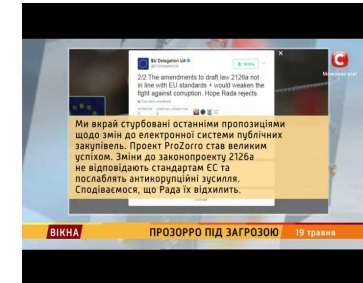 EU Delegation UA
2/2 The amendments to draft law 2126a not
in line with EU standards + would weaken the
fight against corruption. Hope Rada rejects.
Ми вкрай стурбовані останніми пропозиціями
щодо змін до електронної системи публічних
закупівель. Проект ProZorro став великим
успіхом. Зміни до законопроекту 2126а
не відповідають стандартам ЄС та
послаблять антикорупційні зусилля.
Сподіваємося, що Рада їх відхилить.
ВІКНА
ПРОЗОРРО ПІД ЗАГРОЗОЮ
19 травня